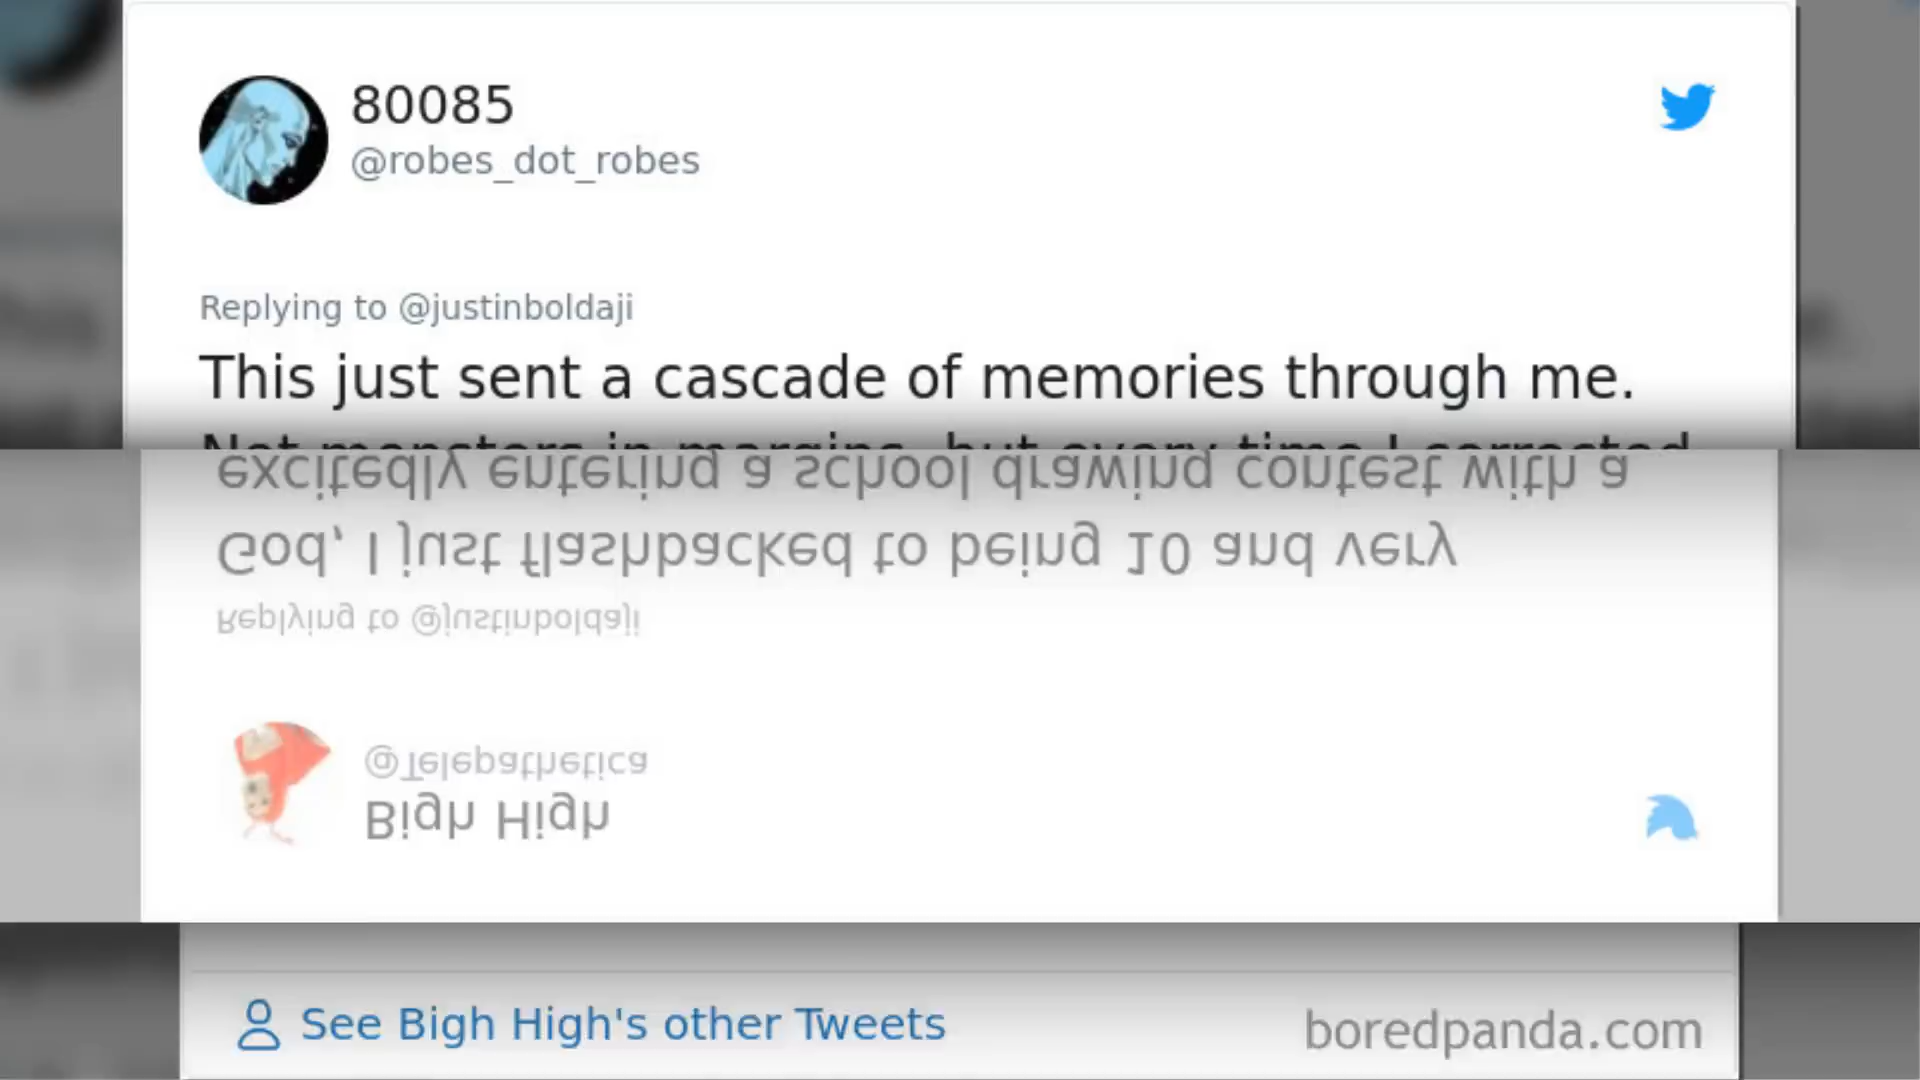 80085
@robes_dot_robes
Replying to @justinboldaji
This just sent a cascade of memories through me.
Not monsters in margins, but every time I corrected
excitedly entering a school drawing contest with a
God, I just flashbacked to being 10 and very
Replying to @justinboldaji
@Telepathetica
Bigh High
See Bigh High's other Tweets
boredpanda.com